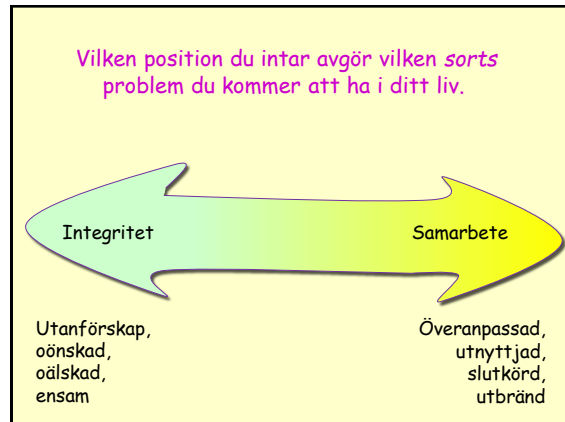 Vilken position du intar avgör vilken sorts
problem du kommer att ha i ditt liv.
Integritet
Samarbete
Utanförskap,
oönskad,
oälskad,
ensam
Överanpassad,
utnyttjad,
slutkörd,
utbränd